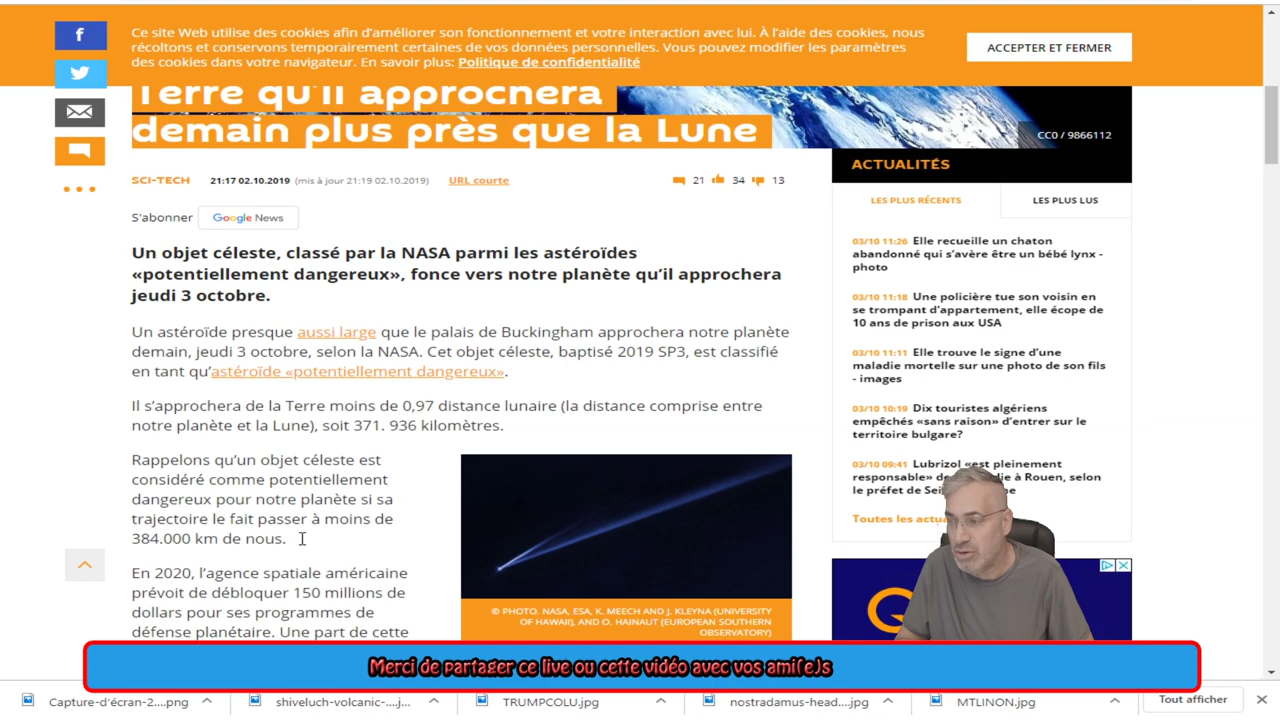 f
Ce site Web utilise des cookies afin d'améliorer son fonctionnement et votre interaction avec lui. À l'aide des cookies, nous
récoltons et conservons temporairement certaines de vos données personnelles. Vous pouvez modifier les paramètres
des cookies dans votre navigateur. En savoir plus: Politique de confidentialité
ACCEPTER ET FERMER
Terre qu'il approchera
demain plus près que la Lune
CC0 / 9866112
SCI-TECH 21:17 02.10.2019 (mis à jour 21:19 02.10.2019) URL courte 21 34 13
S'abonner Google News
Un objet céleste, classé par la NASA parmi les astéroïdes
«potentiellement dangereux», fonce vers notre planète qu'il approchera
jeudi 3 octobre.
Un astéroïde presque aussi large que le palais de Buckingham approchera notre planète
demain, jeudi 3 octobre, selon la NASA. Cet objet céleste, baptisé 2019 SP3, est classifié
en tant qu'astéroïde «potentiellement dangereux».
Il s'approchera de la Terre moins de 0,97 distance lunaire (la distance comprise entre
notre planète et la Lune), soit 371. 936 kilomètres.
Rappelons qu'un objet céleste est
considéré comme potentiellement
dangereux pour notre planète si sa
trajectoire le fait passer à moins de
384.000 km de nous.
En 2020, l'agence spatiale américaine
prévoit de débloquer 150 millions de
dollars pour ses programmes de
défense planétaire. Une part de cette
© PHOTO. NASA, ESA, K. MEECH AND J. KLEYNA (UNIVERSITY
OF HAWAII), AND O. HAINAUT (EUROPEAN SOUTHERN
OBSERVATORY)
ACTUALITÉS
LES PLUS RÉCENTS LES PLUS LUS
03/10 11:26 Elle recueille un chaton
abandonné qui s'avère être un bébé lynx -
photo
03/10 11:18 Une policière tue son voisin en
se trompant d'appartement, elle écope de
10 ans de prison aux USA
03/10 11:11 Elle trouve le signe d'une
maladie mortelle sur une photo de son fils
- images
03/10 10:19 Dix touristes algériens
empêchés «sans raison» d'entrer sur le
territoire bulgare?
03/10 09:41 Lubrizol «est pleinement
responsable» de à Rouen, selon
le préfet de
Toutes les
Merci de partager ce live ou cette vidéo avec vos ami(e)s
Capture-d'écran-2....png
shiveluch-volcanic-....j...
TRUMPCOLU.jpg
nostradamus-head....jpg
MTLINON.jpg
Tout afficher